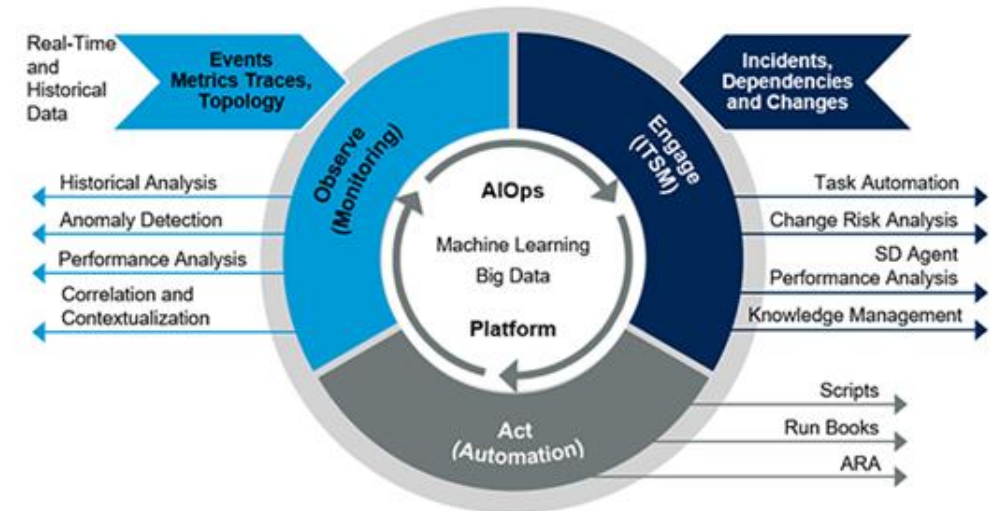 Real-Time
and
Historical
Data
Events
Metrics Traces,
Topology
Incidents,
Dependencies
and Changes
Observe
(Monitoring)
Engage
(ITSM)
Historical Analysis
Anomaly Detection
Performance Analysis
Correlation and
Contextualization
AIOps
Machine Learning
Big Data
Platform
Task Automation
Change Risk Analysis
SD Agent
Performance Analysis
Knowledge Management
Act
(Automation)
Scripts
Run Books
ARA